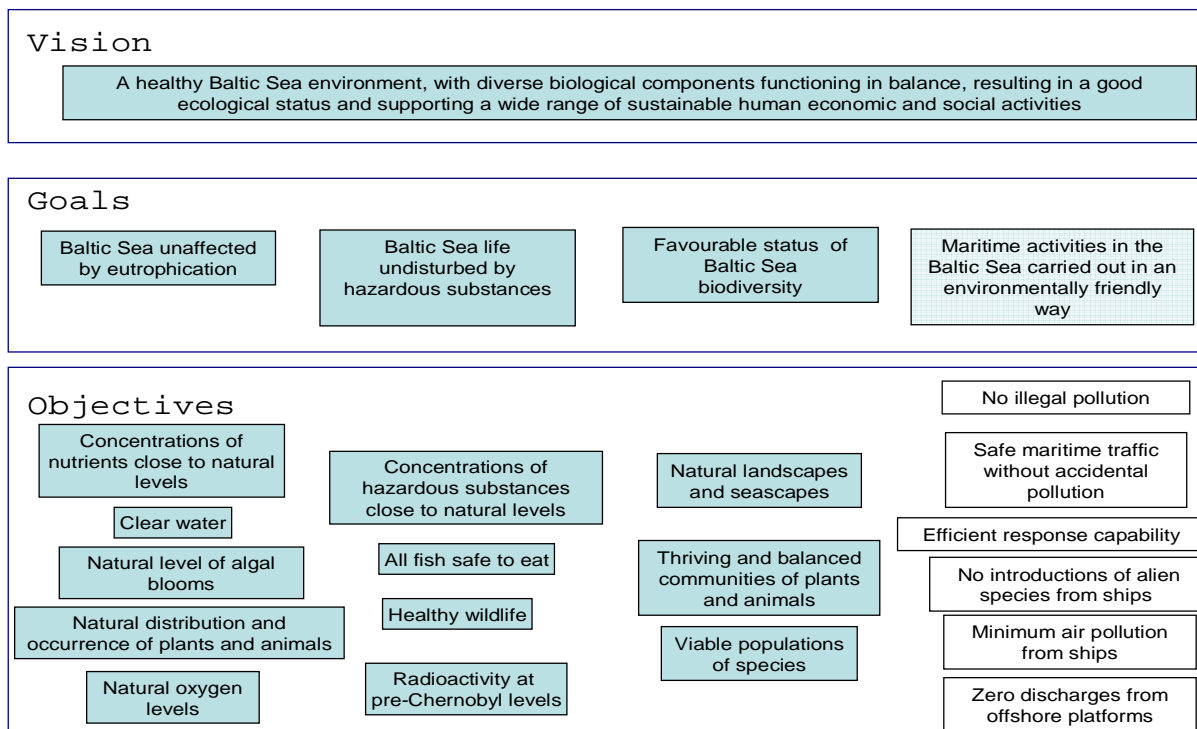 Vision
A healthy Baltic Sea environment, with diverse biological components functioning in balance, resulting in a good
ecological status and supporting a wide range of sustainable human economic and social activities
Goals
Baltic Sea unaffected
by eutrophication
Baltic Sea life
undisturbed by
hazardous substances
Favourable status of
Baltic Sea
biodiversity
Maritime activities in the
Baltic Sea carried out in an
environmentally friendly
way
Objectives
Concentrations of
nutrients close to natural
levels
Clear water
Natural level of algal
blooms
Natural distribution and
occurrence of plants and animals
Natural oxygen
levels
Concentrations of
hazardous substances
close to natural levels
All fish safe to eat
Healthy wildlife
Radioactivity at
pre-Chernobyl levels
Natural landscapes
and seascapes
Thriving and balanced
communities of plants
and animals
Viable populations
of species
No illegal pollution
Safe maritime traffic
without accidental
pollution
Efficient response capability
No introductions of alien
species from ships
Minimum air pollution
from ships
Zero discharges from
offshore platforms